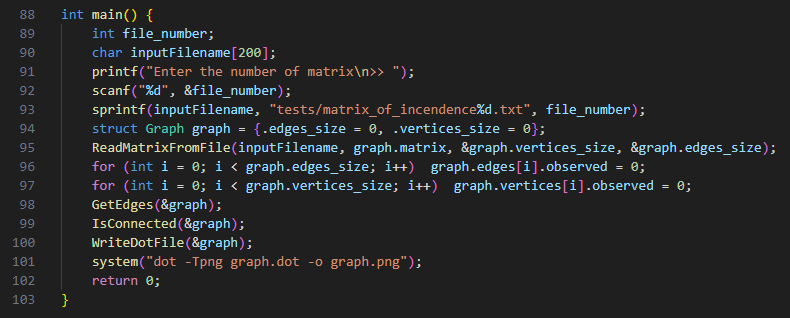 88 int main() {
89 int file_number;
90 char inputFilename[200];
91 printf("Enter the number of matrix\n>> ");
92 scanf("%d", &file_number);
93 sprintf(inputFilename, "tests/matrix_of_incendence%d.txt", file_number);
94 struct Graph graph = {.edges_size = 0, .vertices_size = 0};
95 ReadMatrixFromFile(inputFilename, graph.matrix, &graph.vertices_size, &graph.edges_size);
96 for (int i = 0; i < graph.edges_size; i++)  graph.edges[i].observed = 0;
97 for (int i = 0; i < graph.vertices_size; i++)  graph.vertices[i].observed = 0;
98 GetEdges(&graph);
99 IsConnected(&graph);
100 WriteDotFile(&graph);
101 system("dot -Tpng graph.dot -o graph.png");
102 return 0;
103 }